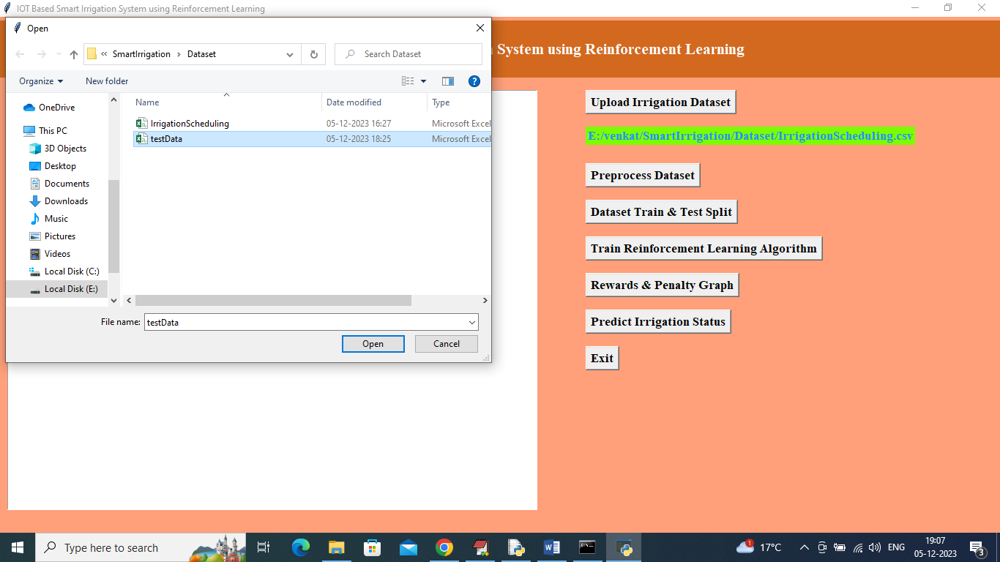 IOT Based Smart Irrigation System using Reinforcement Learning
Open
SmartIrrigation
Dataset
Search Dataset
System using Reinforcement Learning
Organize
New folder
Name
Date modified
Type
OneDrive
This PC
3D Objects
Desktop
Documents
Downloads
Music
Pictures
Videos
Local Disk (C:)
Local Disk (E:)
IrrigationScheduling 05-12-2023 16:27 Microsoft Excel
testData 05-12-2023 18:25 Microsoft Excel
File name: testData
Open
Cancel
Upload Irrigation Dataset
E:/venkat/SmartIrrigation/Dataset/IrrigationScheduling.csv
Preprocess Dataset
Dataset Train & Test Split
Train Reinforcement Learning Algorithm
Rewards & Penalty Graph
Predict Irrigation Status
Exit
Type here to search
1
17°C
ENG
19:07
05-12-2023
3